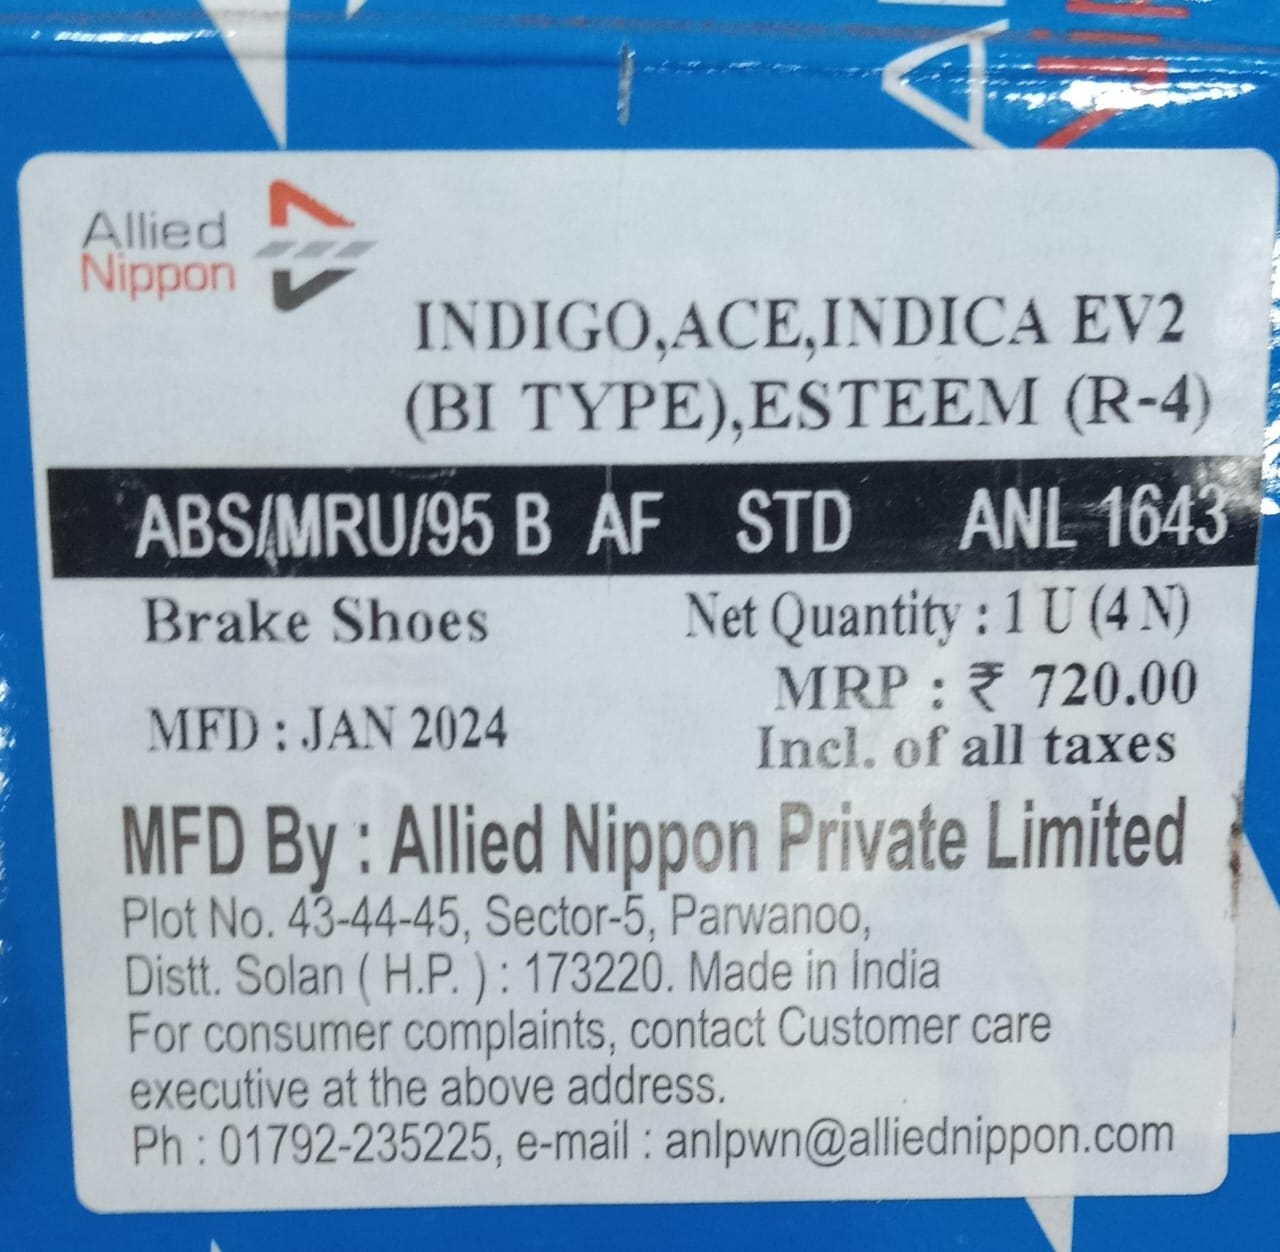 Allied
Nippon
INDIGO,ACE,INDICA EV2
(BI TYPE),ESTEEM (R-4)
ABS/MRU/95 B AF STD ANL 1643
Brake Shoes Net Quantity : 1 U (4 N)
MRP : ₹ 720.00
MFD : JAN 2024 Incl. of all taxes
MFD By : Allied Nippon Private Limited
Plot No. 43-44-45, Sector-5, Parwanoo,
Distt. Solan ( H.P. ) : 173220. Made in India
For consumer complaints, contact Customer care
executive at the above address.
Ph : 01792-235225, e-mail : anlpwn@alliednippon.com